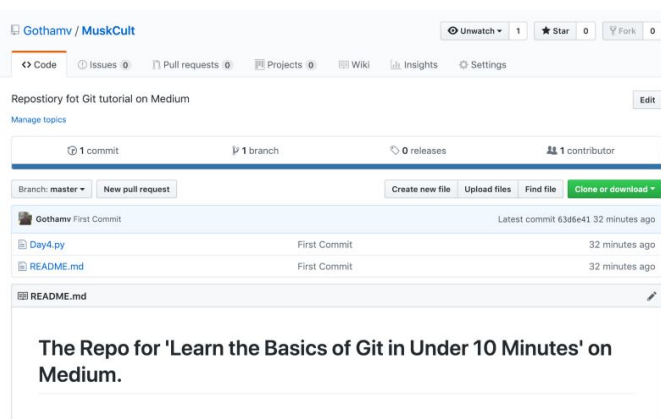 Gothamv / MuskCult
Unwatch 1 Star 0 Fork 0
Code Issues 0 Pull requests 0 Projects 0 Wiki Insights Settings
Repostiory fot Git tutorial on Medium
Edit
Manage topics
1 commit 1 branch 0 releases 1 contributor
Branch: master New pull request Create new file Upload files Find file Clone or download
Gothamv First Commit Latest commit 63d6e41 32 minutes ago
Day4.py First Commit 32 minutes ago
README.md First Commit 32 minutes ago
README.md
The Repo for 'Learn the Basics of Git in Under 10 Minutes' on
Medium.